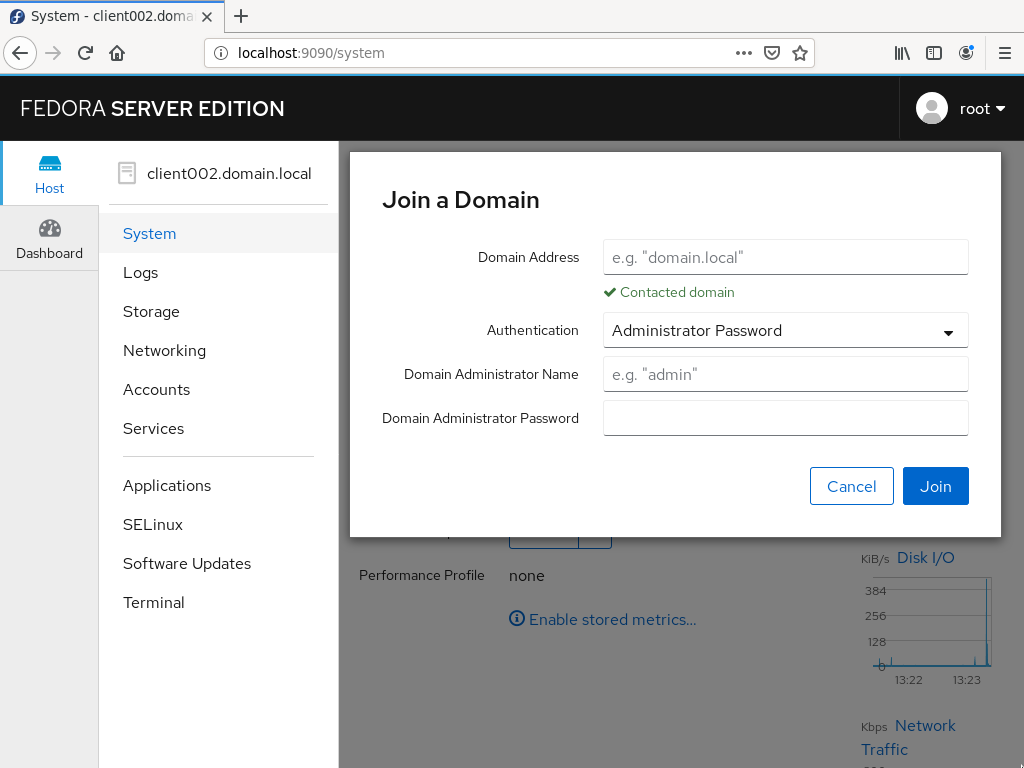 System - client002.doma
localhost:9090/system
FEDORA SERVER EDITION
root
Host
Dashboard
client002.domain.local
System
Logs
Storage
Networking
Accounts
Services
Applications
SELinux
Software Updates
Terminal
Join a Domain
Domain Address
e.g. "domain.local"
Contacted domain
Authentication
Administrator Password
Domain Administrator Name
e.g. "admin"
Domain Administrator Password
Cancel
Join
Performance Profile
none
Enable stored metrics...
KiB/s Disk I/O
384
256
128
0
13:22
13:23
Kbps Network
Traffic